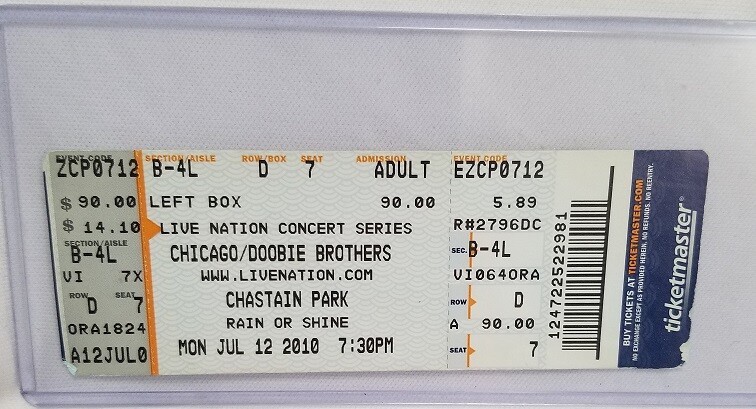 EVENT CODE
ZCP0712
$ 90.00
$ 14.10
SECTION/AISLE
B-4L
VI 7X
ROW SEAT
D 7
ORA1824
A12JUL0
SECTION/AISLE ROW/BOX SEAT ADMISSION
B-4L D 7 ADULT
LEFT BOX 90.00
LIVE NATION CONCERT SERIES
CHICAGO/DOOBIE BROTHERS
WWW.LIVENATION.COM
CHASTAIN PARK
RAIN OR SHINE
MON JUL 12 2010 7:30PM
EVENT CODE
EZCP0712
5.89
R#2796DC
SEC. B-4L
VI064ORA
ROW D
A 90.00
SEAT 7
124722522981
BUY TICKETS AT TICKETMASTER.COM
NO EXCHANGE EXCEPT AS PROVIDED HEREIN. NO REFUNDS. NO REENTRY.
ticketmaster®